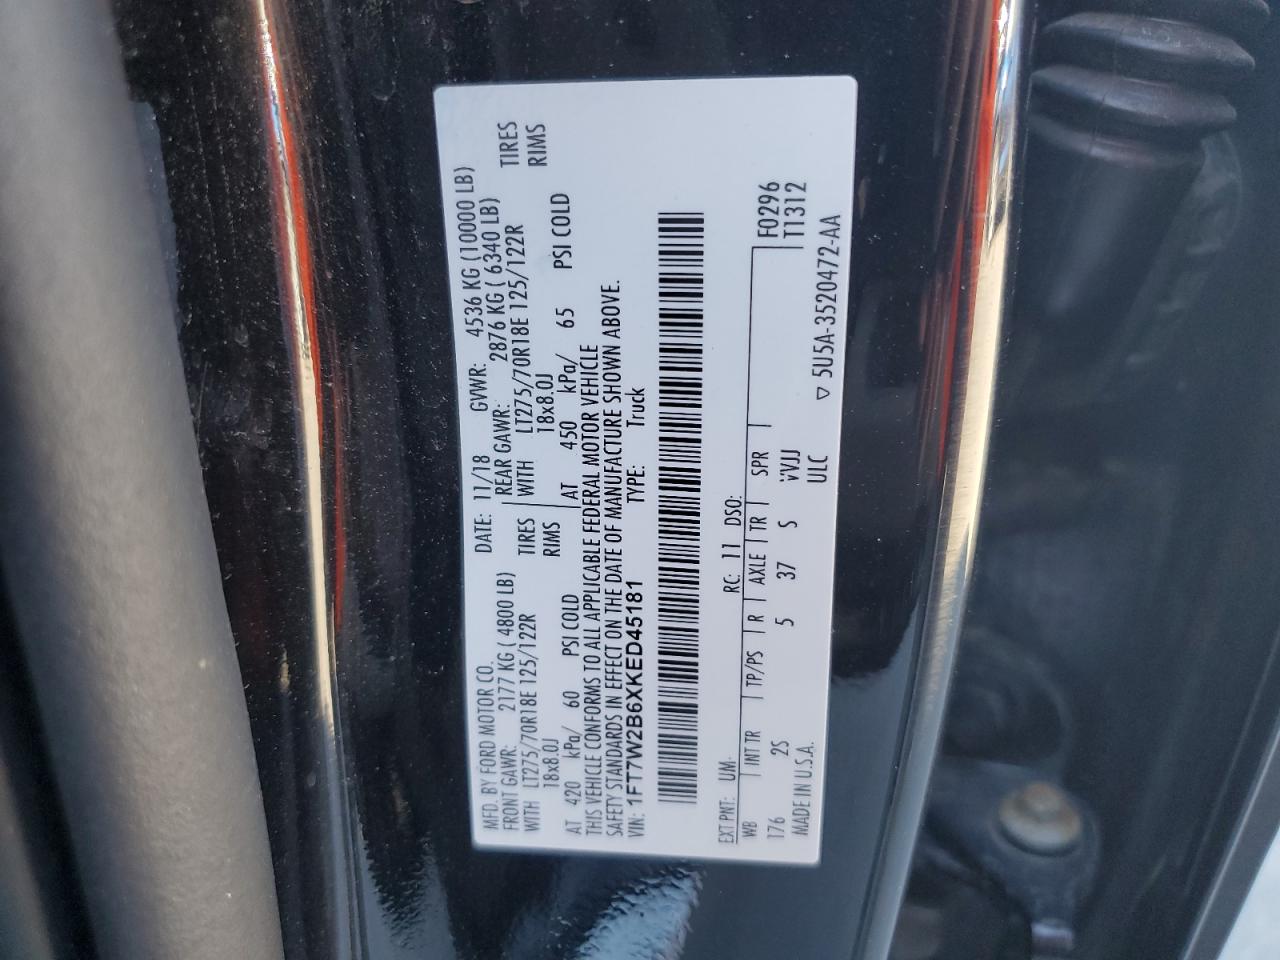 MFD. BY FORD MOTOR CO.
DATE: 11/18 GVWR: 4536 KG (10000 LB)
FRONT GAWR: 2177 KG ( 4800 LB) REAR GAWR: 2876 KG ( 6340 LB)
WITH LT275/70R18E 125/122R TIRES WITH LT275/70R18E 125/122R TIRES
18x8.0J RIMS 18x8.0J RIMS
AT 420 kPa/ 60 PSI COLD AT 450 kPa/ 65 PSI COLD
THIS VEHICLE CONFORMS TO ALL APPLICABLE FEDERAL MOTOR VEHICLE
SAFETY STANDARDS IN EFFECT ON THE DATE OF MANUFACTURE SHOWN ABOVE.
VIN: 1FT7W2B6XKED45181 TYPE: Truck
EXT PNT: UM RC: 11 DSO: F0296
WB INT TR TP/PS R AXLE TR SPR T1312
176 2S 5 37 S VVJJ
ULC
MADE IN U.S.A. ▽ 5U5A-3520472-AA